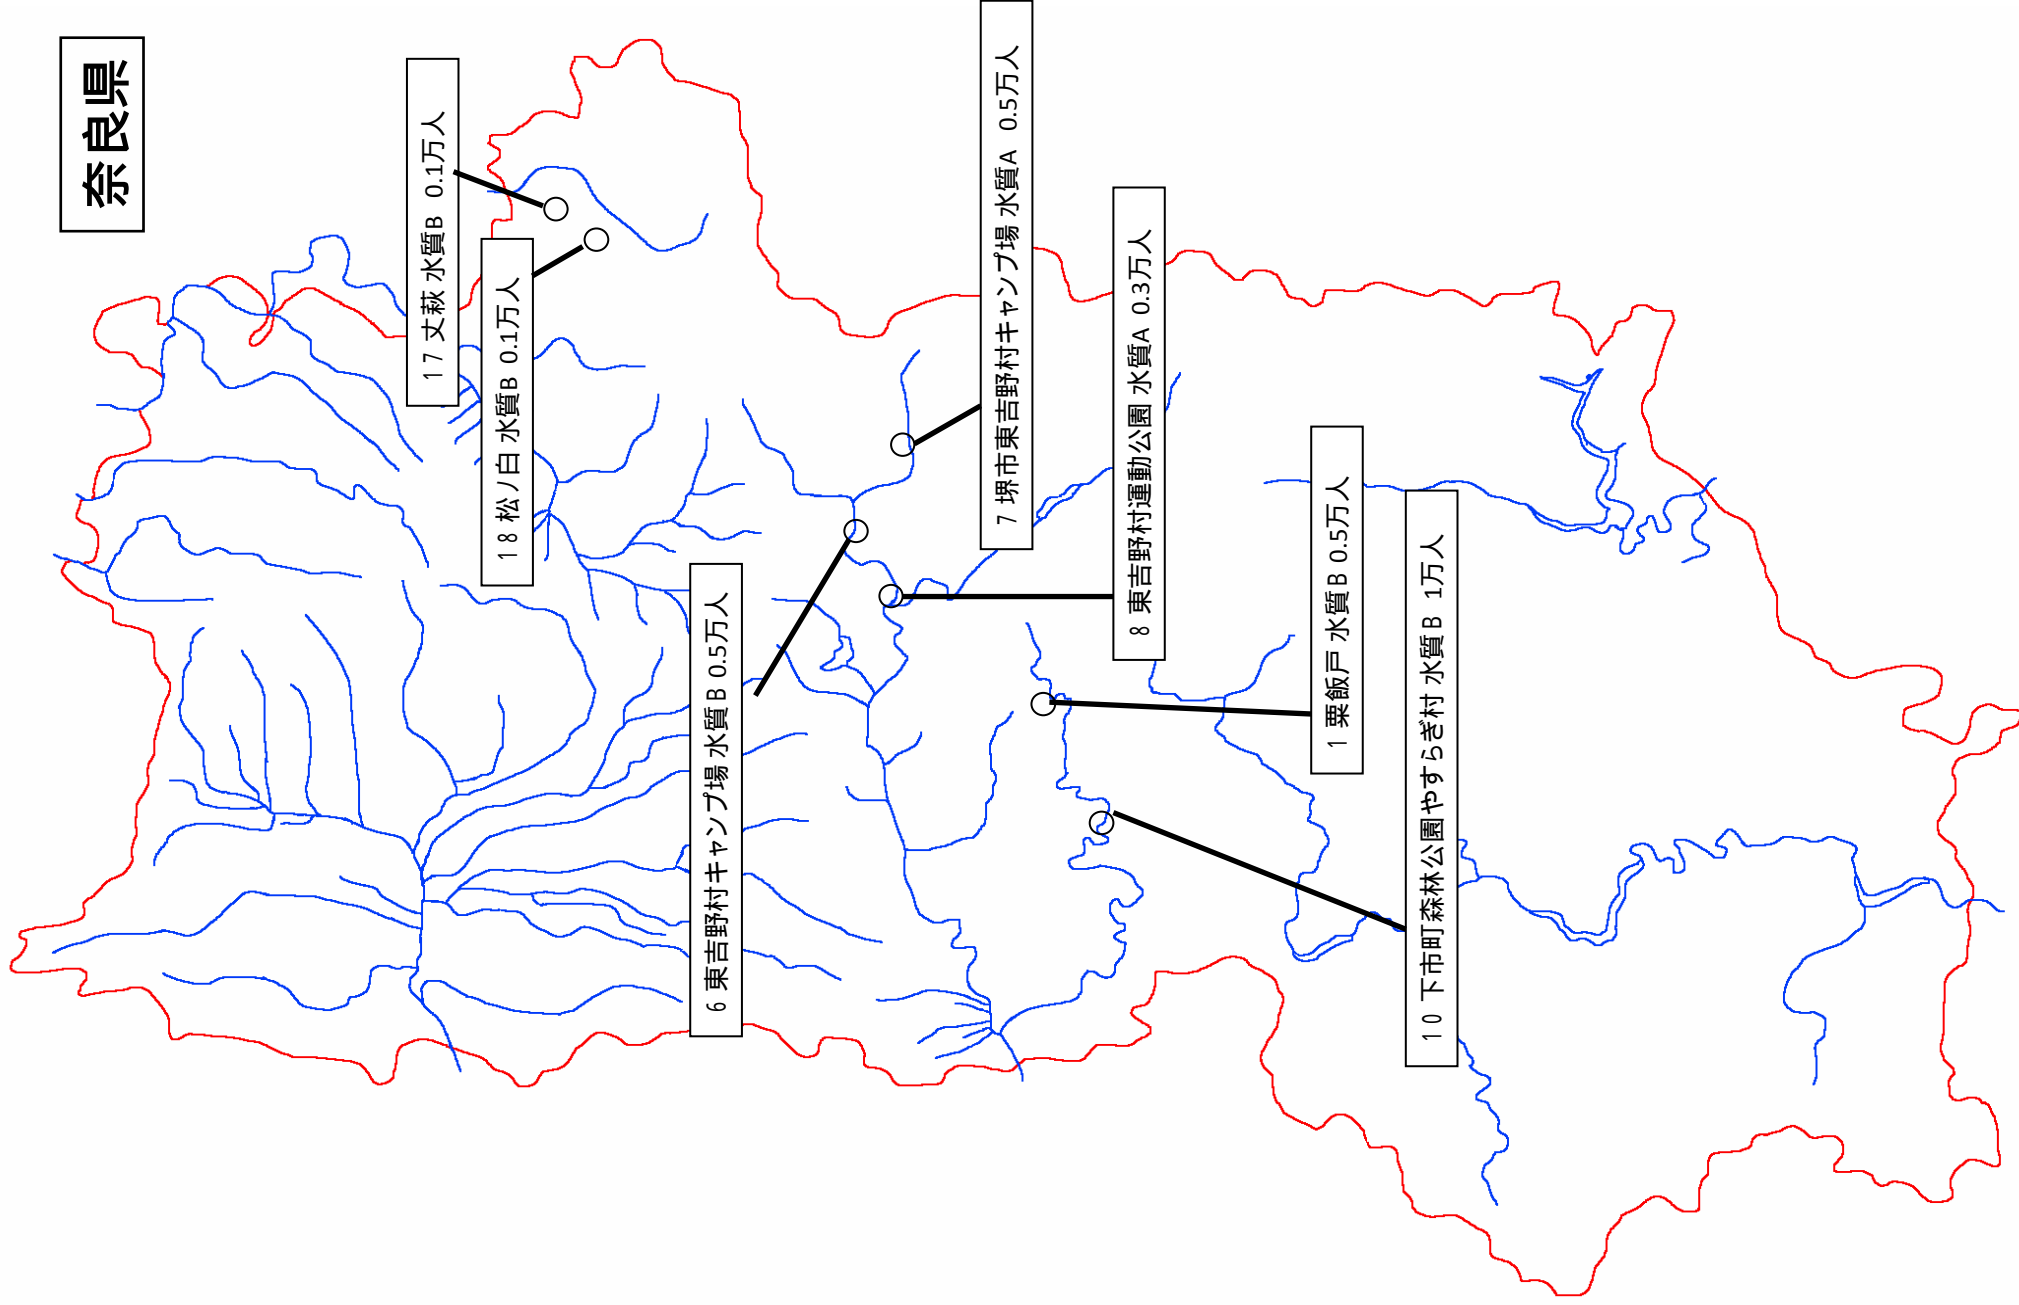 奈良県
17 丈萩 水質B 0.1万人
18 松ノ白 水質B 0.1万人
6 東吉野村キャンプ場 水質B 0.5万人
7 堺市東吉野村キャンプ場 水質A 0.5万人
8 東吉野村運動公園 水質A 0.3万人
1 粟飯戸 水質B 0.5万人
10 下市町森林公園やすらぎ村 水質B 1万人